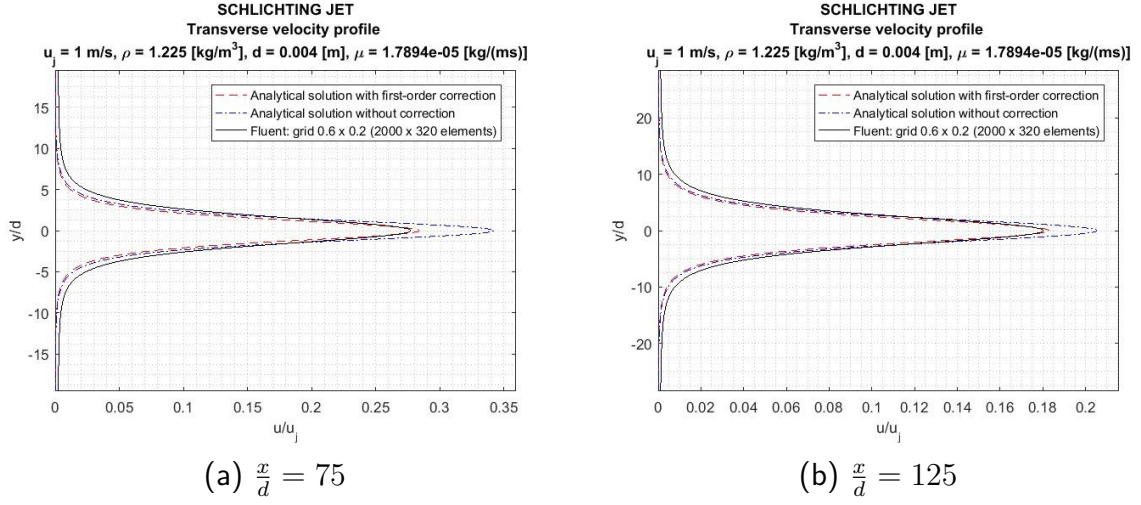 SCHLICHTING JET
Transverse velocity profile
u_j = 1 m/s, ρ = 1.225 [kg/m^3], d = 0.004 [m], μ = 1.7894e-05 [kg/(ms)]
Analytical solution with first-order correction
Analytical solution without correction
Fluent: grid 0.6 x 0.2 (2000 x 320 elements)
15
10
5
0
-5
-10
-15
y/d
0 0.05 0.1 0.15 0.2 0.25 0.3 0.35
u/u_j
(a) x/d = 75
SCHLICHTING JET
Transverse velocity profile
u_j = 1 m/s, ρ = 1.225 [kg/m^3], d = 0.004 [m], μ = 1.7894e-05 [kg/(ms)]
Analytical solution with first-order correction
Analytical solution without correction
Fluent: grid 0.6 x 0.2 (2000 x 320 elements)
20
10
0
-10
-20
y/d
0 0.02 0.04 0.06 0.08 0.1 0.12 0.14 0.16 0.18 0.2
u/u_j
(b) x/d = 125